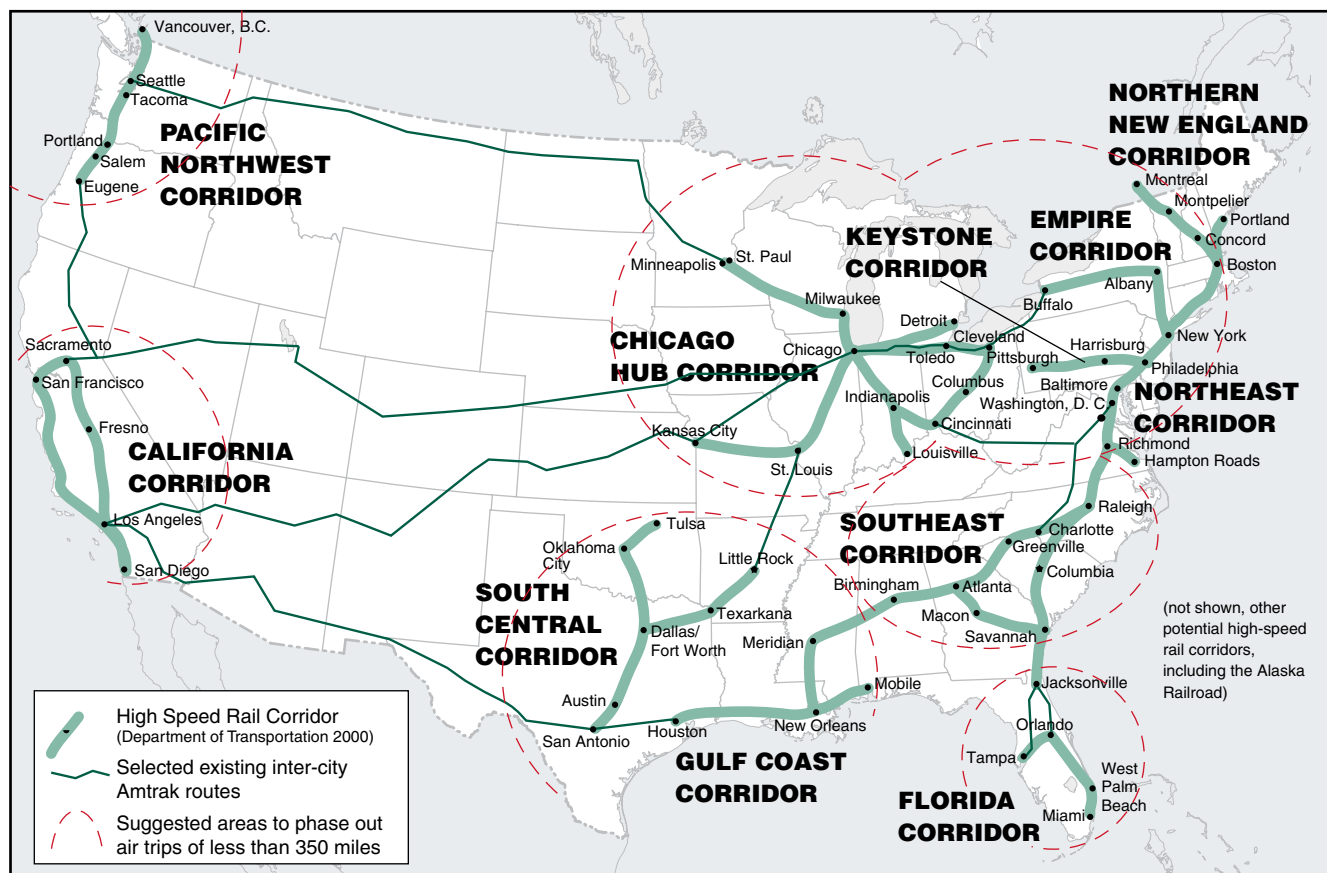 Vancouver, B.C.
Seattle
Tacoma
Portland
Salem
Eugene
PACIFIC
NORTHWEST
CORRIDOR
NORTHERN
NEW ENGLAND
CORRIDOR
Montreal
Montpelier
Portland
Concord
Boston
EMPIRE
CORRIDOR
Albany
Buffalo
New York
KEYSTONE
CORRIDOR
Harrisburg
Pittsburgh
Philadelphia
Baltimore
Washington, D. C.
NORTHEAST
CORRIDOR
Richmond
Hampton Roads
Minneapolis
St. Paul
Milwaukee
Detroit
Chicago
Toledo
Cleveland
Columbus
Indianapolis
Cincinnati
Louisville
CHICAGO
HUB CORRIDOR
Kansas City
St. Louis
Sacramento
San Francisco
Fresno
CALIFORNIA
CORRIDOR
Los Angeles
San Diego
Tulsa
Oklahoma
City
Little Rock
Texarkana
Dallas/
Fort Worth
SOUTH
CENTRAL
CORRIDOR
Austin
San Antonio
SOUTHEAST
CORRIDOR
Raleigh
Charlotte
Greenville
Columbia
Birmingham
Atlanta
Macon
Savannah
Meridian
Mobile
New Orleans
Houston
GULF COAST
CORRIDOR
Jacksonville
Orlando
Tampa
West
Palm
Beach
Miami
FLORIDA
CORRIDOR
(not shown, other
potential high-speed
rail corridors,
including the Alaska
Railroad)
High Speed Rail Corridor
(Department of Transportation 2000)
Selected existing inter-city
Amtrak routes
Suggested areas to phase out
air trips of less than 350 miles